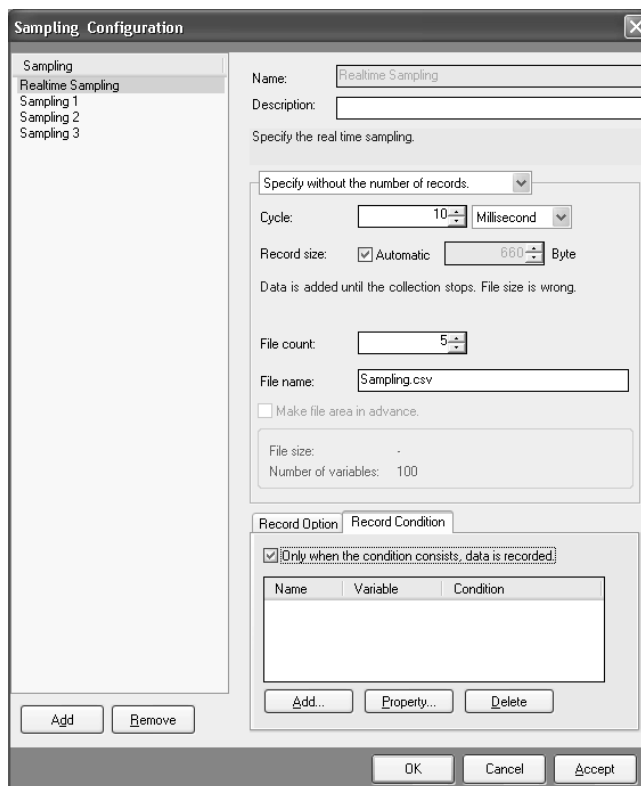 Sampling Configuration
Sampling
Realtime Sampling
Sampling 1
Sampling 2
Sampling 3
Add Remove
Name: Realtime Sampling
Description:
Specify the real time sampling.
Specify without the number of records.
Cycle: 10 Millisecond
Record size: Automatic 660 Byte
Data is added until the collection stops. File size is wrong.
File count: 5
File name: Sampling.csv
Make file area in advance.
File size: -
Number of variables: 100
Record Option Record Condition
Only when the condition consists, data is recorded.
Name Variable Condition
Add... Property... Delete
OK Cancel Accept